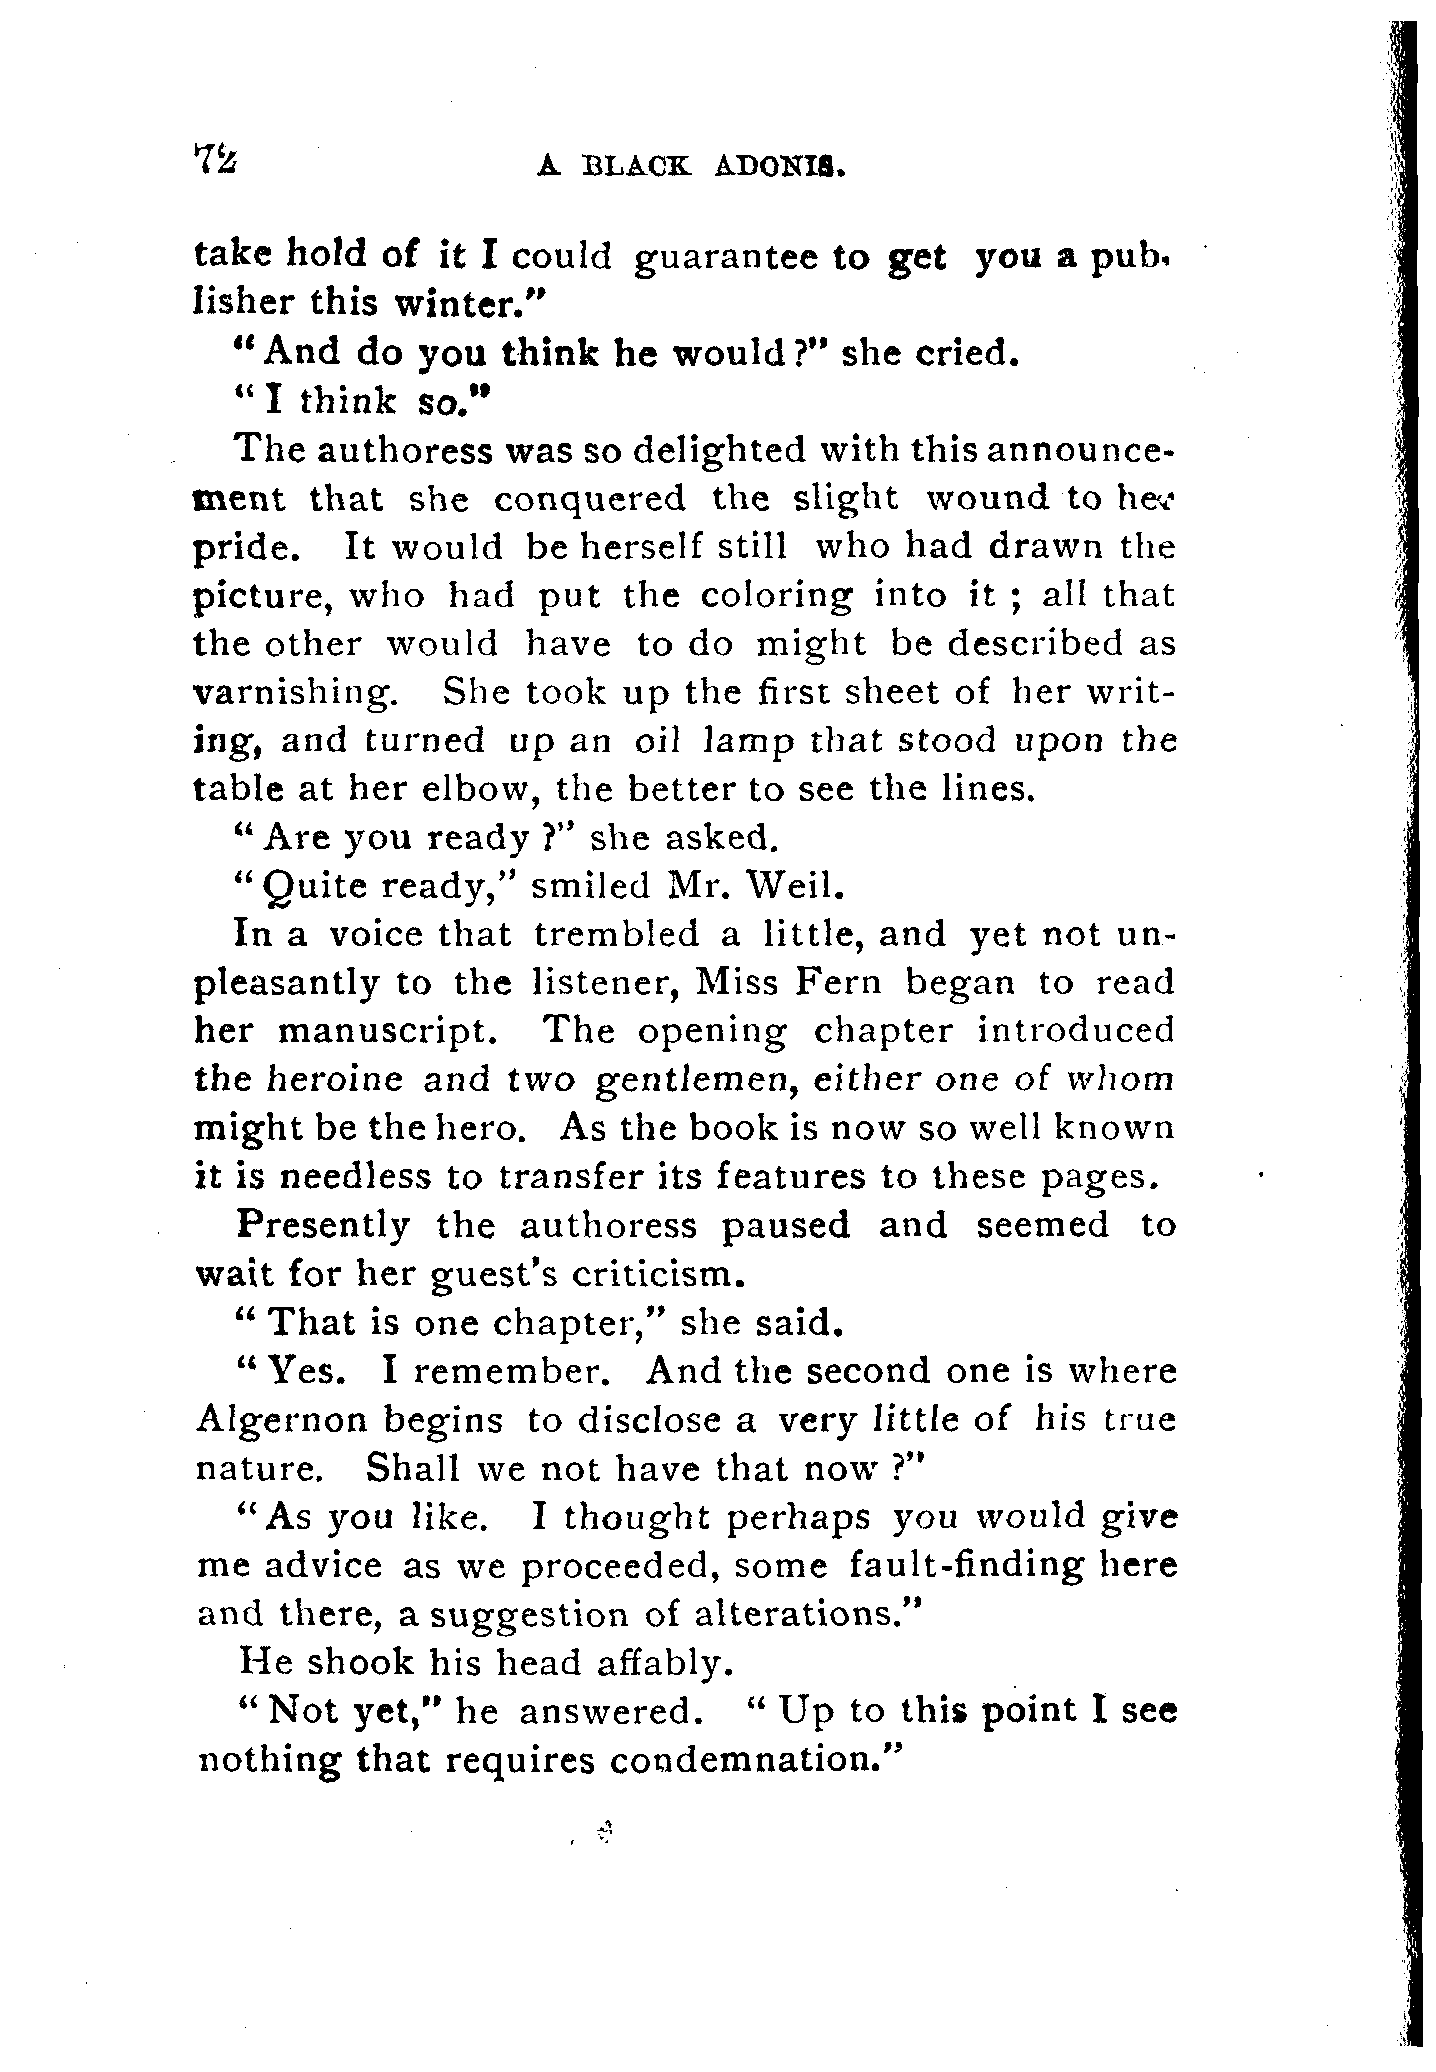 72 A BLACK ADONIS.
take hold of it I could guarantee to get you a pub-
lisher this winter."
"And do you think he would?" she cried.
"I think so."
The authoress was so delighted with this announce-
ment that she conquered the slight wound to her
pride. It would be herself still who had drawn the
picture, who had put the coloring into it ; all that
the other would have to do might be described as
varnishing. She took up the first sheet of her writ-
ing, and turned up an oil lamp that stood upon the
table at her elbow, the better to see the lines.
"Are you ready ?" she asked.
"Quite ready," smiled Mr. Weil.
In a voice that trembled a little, and yet not un-
pleasantly to the listener, Miss Fern began to read
her manuscript. The opening chapter introduced
the heroine and two gentlemen, either one of whom
might be the hero. As the book is now so well known
it is needless to transfer its features to these pages.
Presently the authoress paused and seemed to
wait for her guest's criticism.
"That is one chapter," she said.
"Yes. I remember. And the second one is where
Algernon begins to disclose a very little of his true
nature. Shall we not have that now ?"
"As you like. I thought perhaps you would give
me advice as we proceeded, some fault-finding here
and there, a suggestion of alterations."
He shook his head affably.
"Not yet," he answered. "Up to this point I see
nothing that requires condemnation."